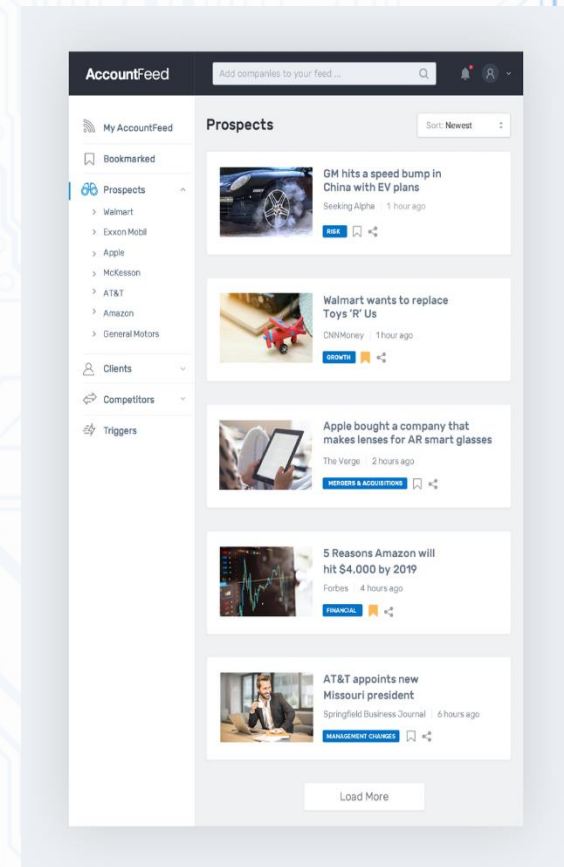 AccountFeed
Add companies to your feed ...
My AccountFeed
Bookmarked
Prospects
Walmart
Exxon Mobil
Apple
McKesson
AT&T
Amazon
General Motors
Clients
Competitors
Triggers
Prospects
Sort: Newest
GM hits a speed bump in
China with EV plans
Seeking Alpha 1 hour ago
RISK
Walmart wants to replace
Toys 'R' Us
CNNMoney 1 hour ago
GROWTH
Apple bought a company that
makes lenses for AR smart glasses
The Verge 2 hours ago
MERGERS & ACQUISITIONS
5 Reasons Amazon will
hit $4,000 by 2019
Forbes 4 hours ago
FINANCIAL
AT&T appoints new
Missouri president
Springfield Business Journal 6 hours ago
MANAGEMENT CHANGES
Load More